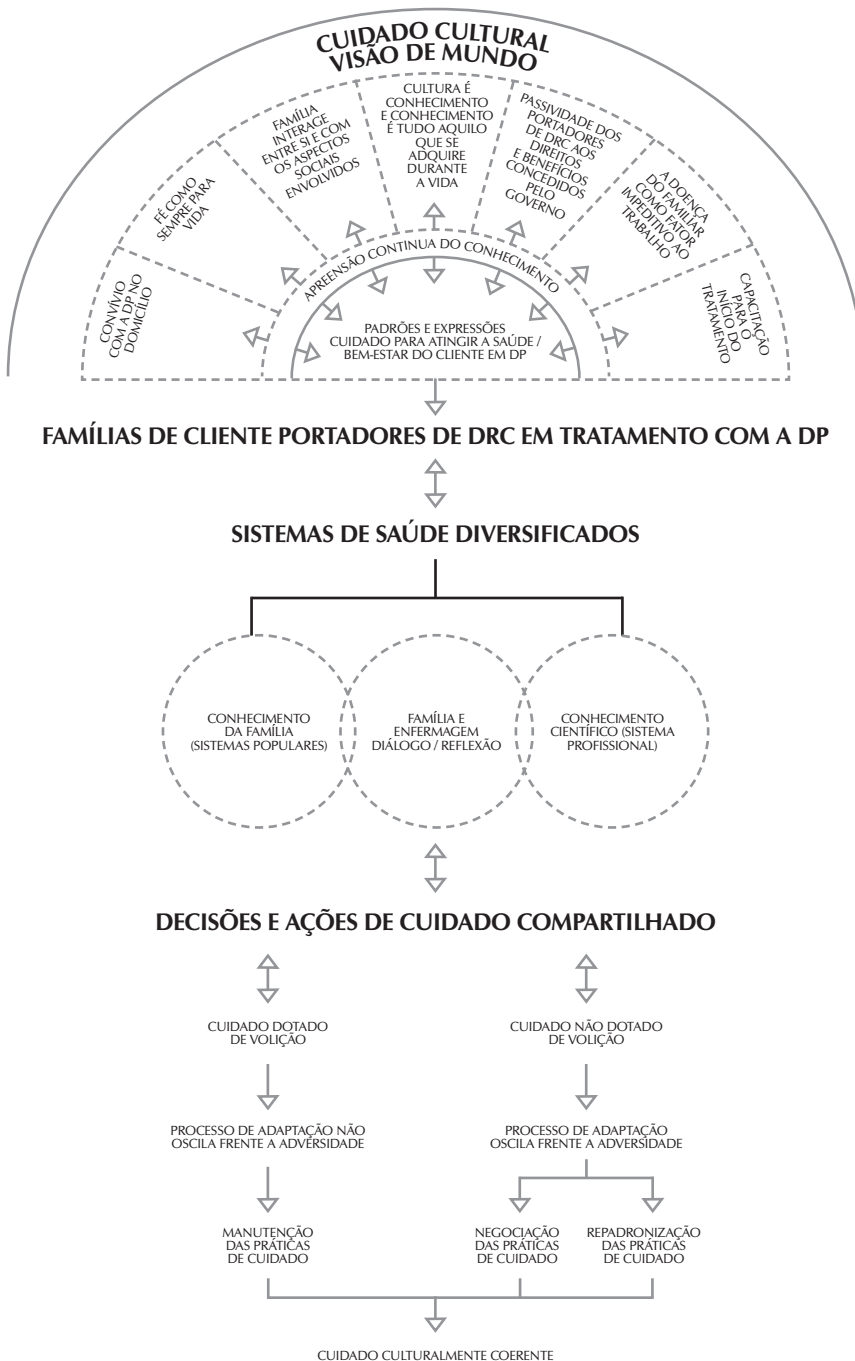 CUIDADO CULTURAL
VISÃO DE MUNDO
CONVÍVIO
COM A DP NO
DOMICÍLIO
FÉ COMO
SEMPRE PARA
VIDA
FAMÍLIA
INTERAGE
ENTRE SI E COM
OS ASPECTOS
SOCIAIS
ENVOLVIDOS
CULTURA É
CONHECIMENTO
E CONHECIMENTO
É TUDO AQUILO
QUE SE
ADQUIRE
DURANTE
A VIDA
PASSIVIDADE DOS
PORTADORES
DE DRC AOS
DIREITOS
E BENEFÍCIOS
CONCEDIDOS
PELO
GOVERNO
A DOENÇA
DO FAMILIAR
COMO FATOR
IMPEDITIVO AO
TRABALHO
CAPACITAÇÃO
PARA O
INÍCIO DO
TRATAMENTO
APREENSÃO CONTINUA DO CONHECIMENTO
PADRÕES E EXPRESSÕES
CUIDADO PARA ATINGIR A SAÚDE /
BEM-ESTAR DO CLIENTE EM DP
FAMÍLIAS DE CLIENTE PORTADORES DE DRC EM TRATAMENTO COM A DP
SISTEMAS DE SAÚDE DIVERSIFICADOS
CONHECIMENTO
DA FAMÍLIA
(SISTEMAS POPULARES)
FAMÍLIA E
ENFERMAGEM
DIÁLOGO / REFLEXÃO
CONHECIMENTO
CIENTÍFICO (SISTEMA
PROFISSIONAL)
DECISÕES E AÇÕES DE CUIDADO COMPARTILHADO
CUIDADO DOTADO
DE VOLIÇÃO
CUIDADO NÃO DOTADO
DE VOLIÇÃO
PROCESSO DE ADAPTAÇÃO NÃO
OSCILA FRENTE A ADVERSIDADE
PROCESSO DE ADAPTAÇÃO
OSCILA FRENTE A ADVERSIDADE
MANUTENÇÃO
DAS PRÁTICAS
DE CUIDADO
NEGOCIAÇÃO
DAS PRÁTICAS
DE CUIDADO
REPADRONIZAÇÃO
DAS PRÁTICAS
DE CUIDADO
CUIDADO CULTURALMENTE COERENTE